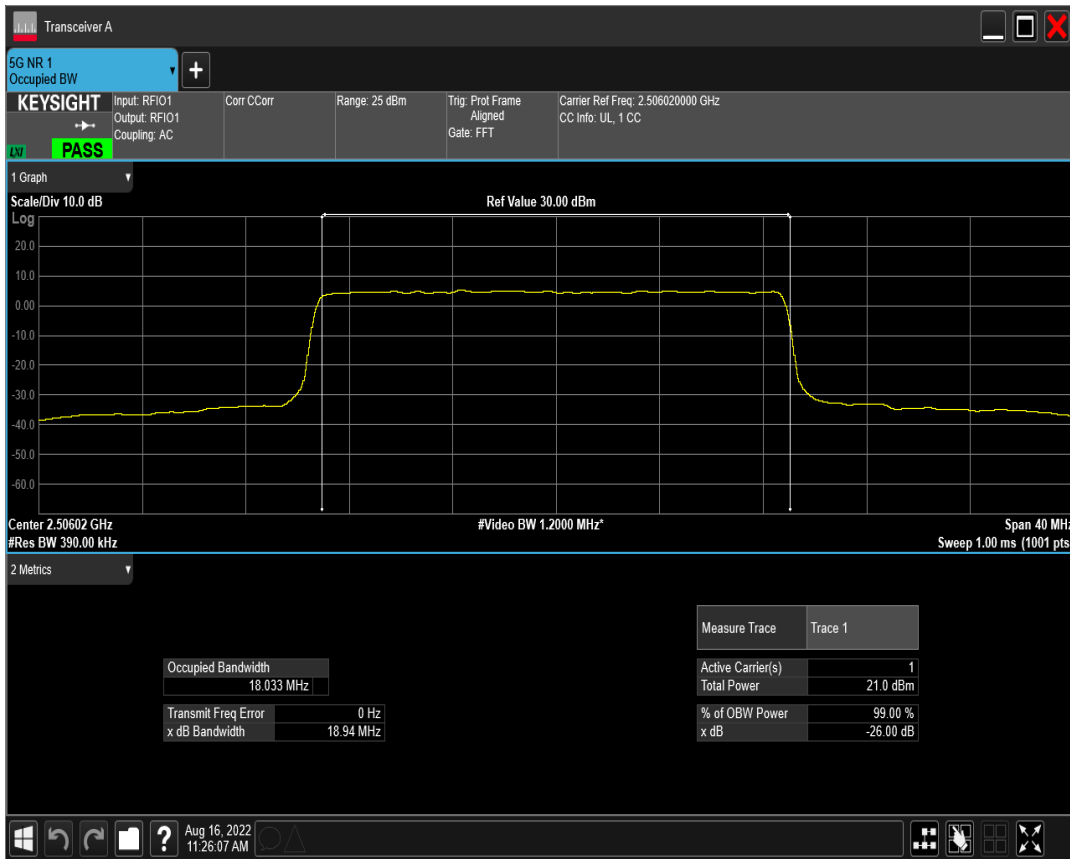 Transceiver A
5G NR 1
Occupied BW
+
KEYSIGHT
LXI
PASS
Input: RFIO1
Output: RFIO1
Coupling: AC
Corr CCorr
Range: 25 dBm
Trig: Prot Frame
Aligned
Gate: FFT
Carrier Ref Freq: 2.506020000 GHz
CC Info: UL, 1 CC
1 Graph
Scale/Div 10.0 dB
Ref Value 30.00 dBm
Log
20.0
10.0
0.00
-10.0
-20.0
-30.0
-40.0
-50.0
-60.0
Center 2.50602 GHz
#Video BW 1.2000 MHz*
Span 40 MHz
#Res BW 390.00 kHz
Sweep 1.00 ms (1001 pts
2 Metrics
Measure Trace Trace 1
Occupied Bandwidth
18.033 MHz
Active Carrier(s) 1
Total Power 21.0 dBm
Transmit Freq Error 0 Hz
x dB Bandwidth 18.94 MHz
% of OBW Power 99.00 %
x dB -26.00 dB
?
Aug 16, 2022
11:26:07 AM